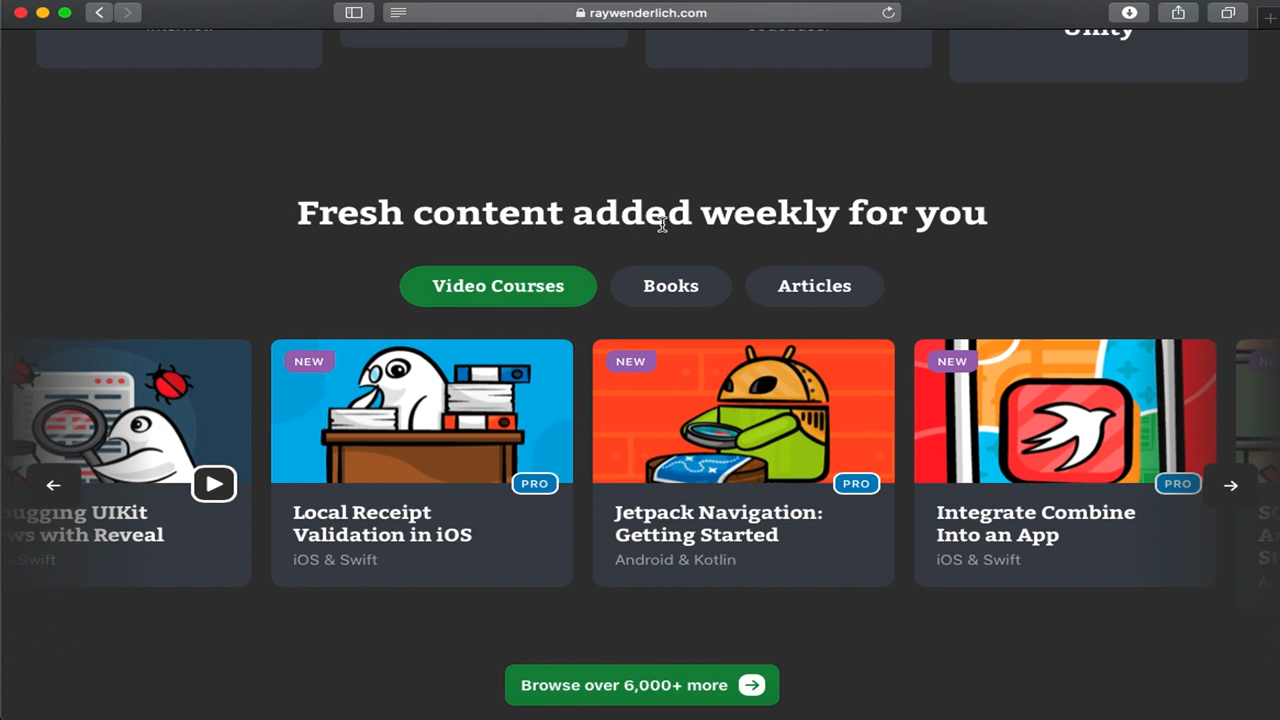 raywenderlich.com
Unity
Fresh content added weekly for you
Video Courses
Books
Articles
NEW
NEW
NEW
PRO
PRO
PRO
ugging UIKit
ws with Reveal
Swift
Local Receipt
Validation in iOS
iOS & Swift
Jetpack Navigation:
Getting Started
Android & Kotlin
Integrate Combine
Into an App
iOS & Swift
Browse over 6,000+ more